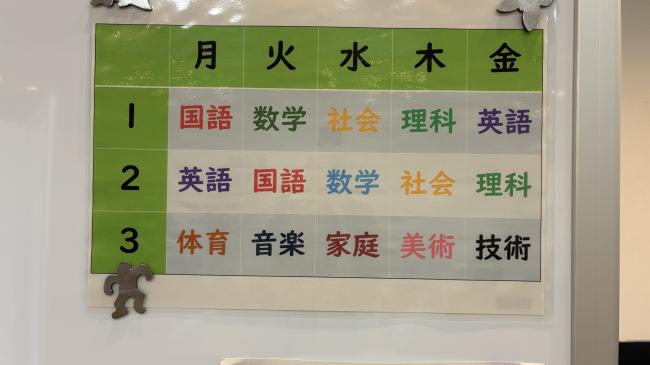 月 火 水 木 金
1 国語 数学 社会 理科 英語
2 英語 国語 数学 社会 理科
3 体育 音楽 家庭 美術 技術